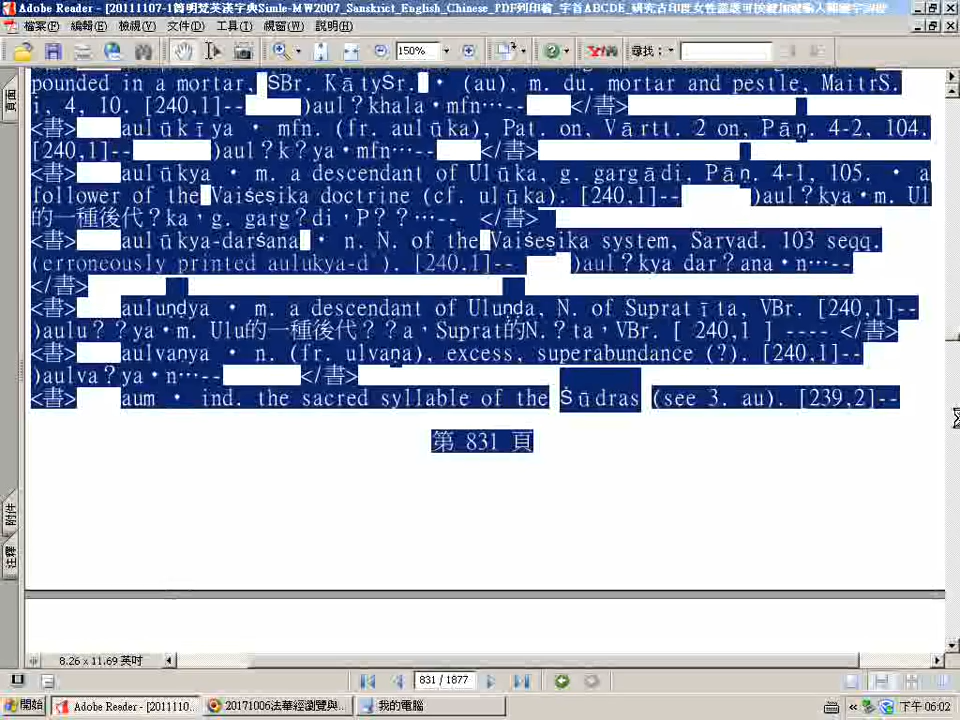 Adobe Reader - [20111107-1簡明梵英漢字典Simle-MW2007_Sanskrict_English_Chinese_PDF列印檔_字首ABCDE_研究古印度女性
檔案(F) 編輯(E) 檢視(V) 文件(D) 工具(T) 視窗(W) 說明(H)
150% 尋找:
頁面
pounded in a mortar, ŚBr. KātyŚr. • (au), m. du. mortar and pestle, MaitrS.
i, 4, 10. [240,1]-- )aul?khala•mfn…-- </書>
<書> aulūkīya • mfn. (fr. aulūka), Pat. on, Vārtt. 2 on, Pāṇ. 4-2, 104.
[240,1]-- )aul?k?ya•mfn…-- </書>
<書> aulūkya • m. a descendant of Ulūka, g. gargādi, Pāṇ. 4-1, 105. • a
follower of the Vaiśeṣika doctrine (cf. ulūka). [240,1]-- )aul?kya•m. Ul
的一種後代?ka,g. garg?di,P??…-- </書>
<書> aulūkya-darśana • n. N. of the Vaiśeṣika system, Sarvad. 103 seqq.
(erroneously printed aulukya-d ). [240,1]-- )aul?kya dar?ana•n…--
</書>
<書> auluṇḍya • m. a descendant of Uluṇḍa, N. of Supratīta, VBr. [240,1]--
)aulu??ya•m. Ulu的一種後代??a,Suprat的N.?ta,VBr. [ 240,1 ] ---- </書>
<書> aulvaṇya • n. (fr. ulvaṇa), excess, superabundance (?). [240,1]--
)aulva?ya•n…-- </書>
<書> aum • ind. the sacred syllable of the Śūdras (see 3. au). [239,2]--
第 831 頁
附件
注釋
8.26 x 11.69 英吋
831 / 1877
開始 Adobe Reader - [2011110... 20171006法華經瀏覽與... 我的電腦 下午 06:02